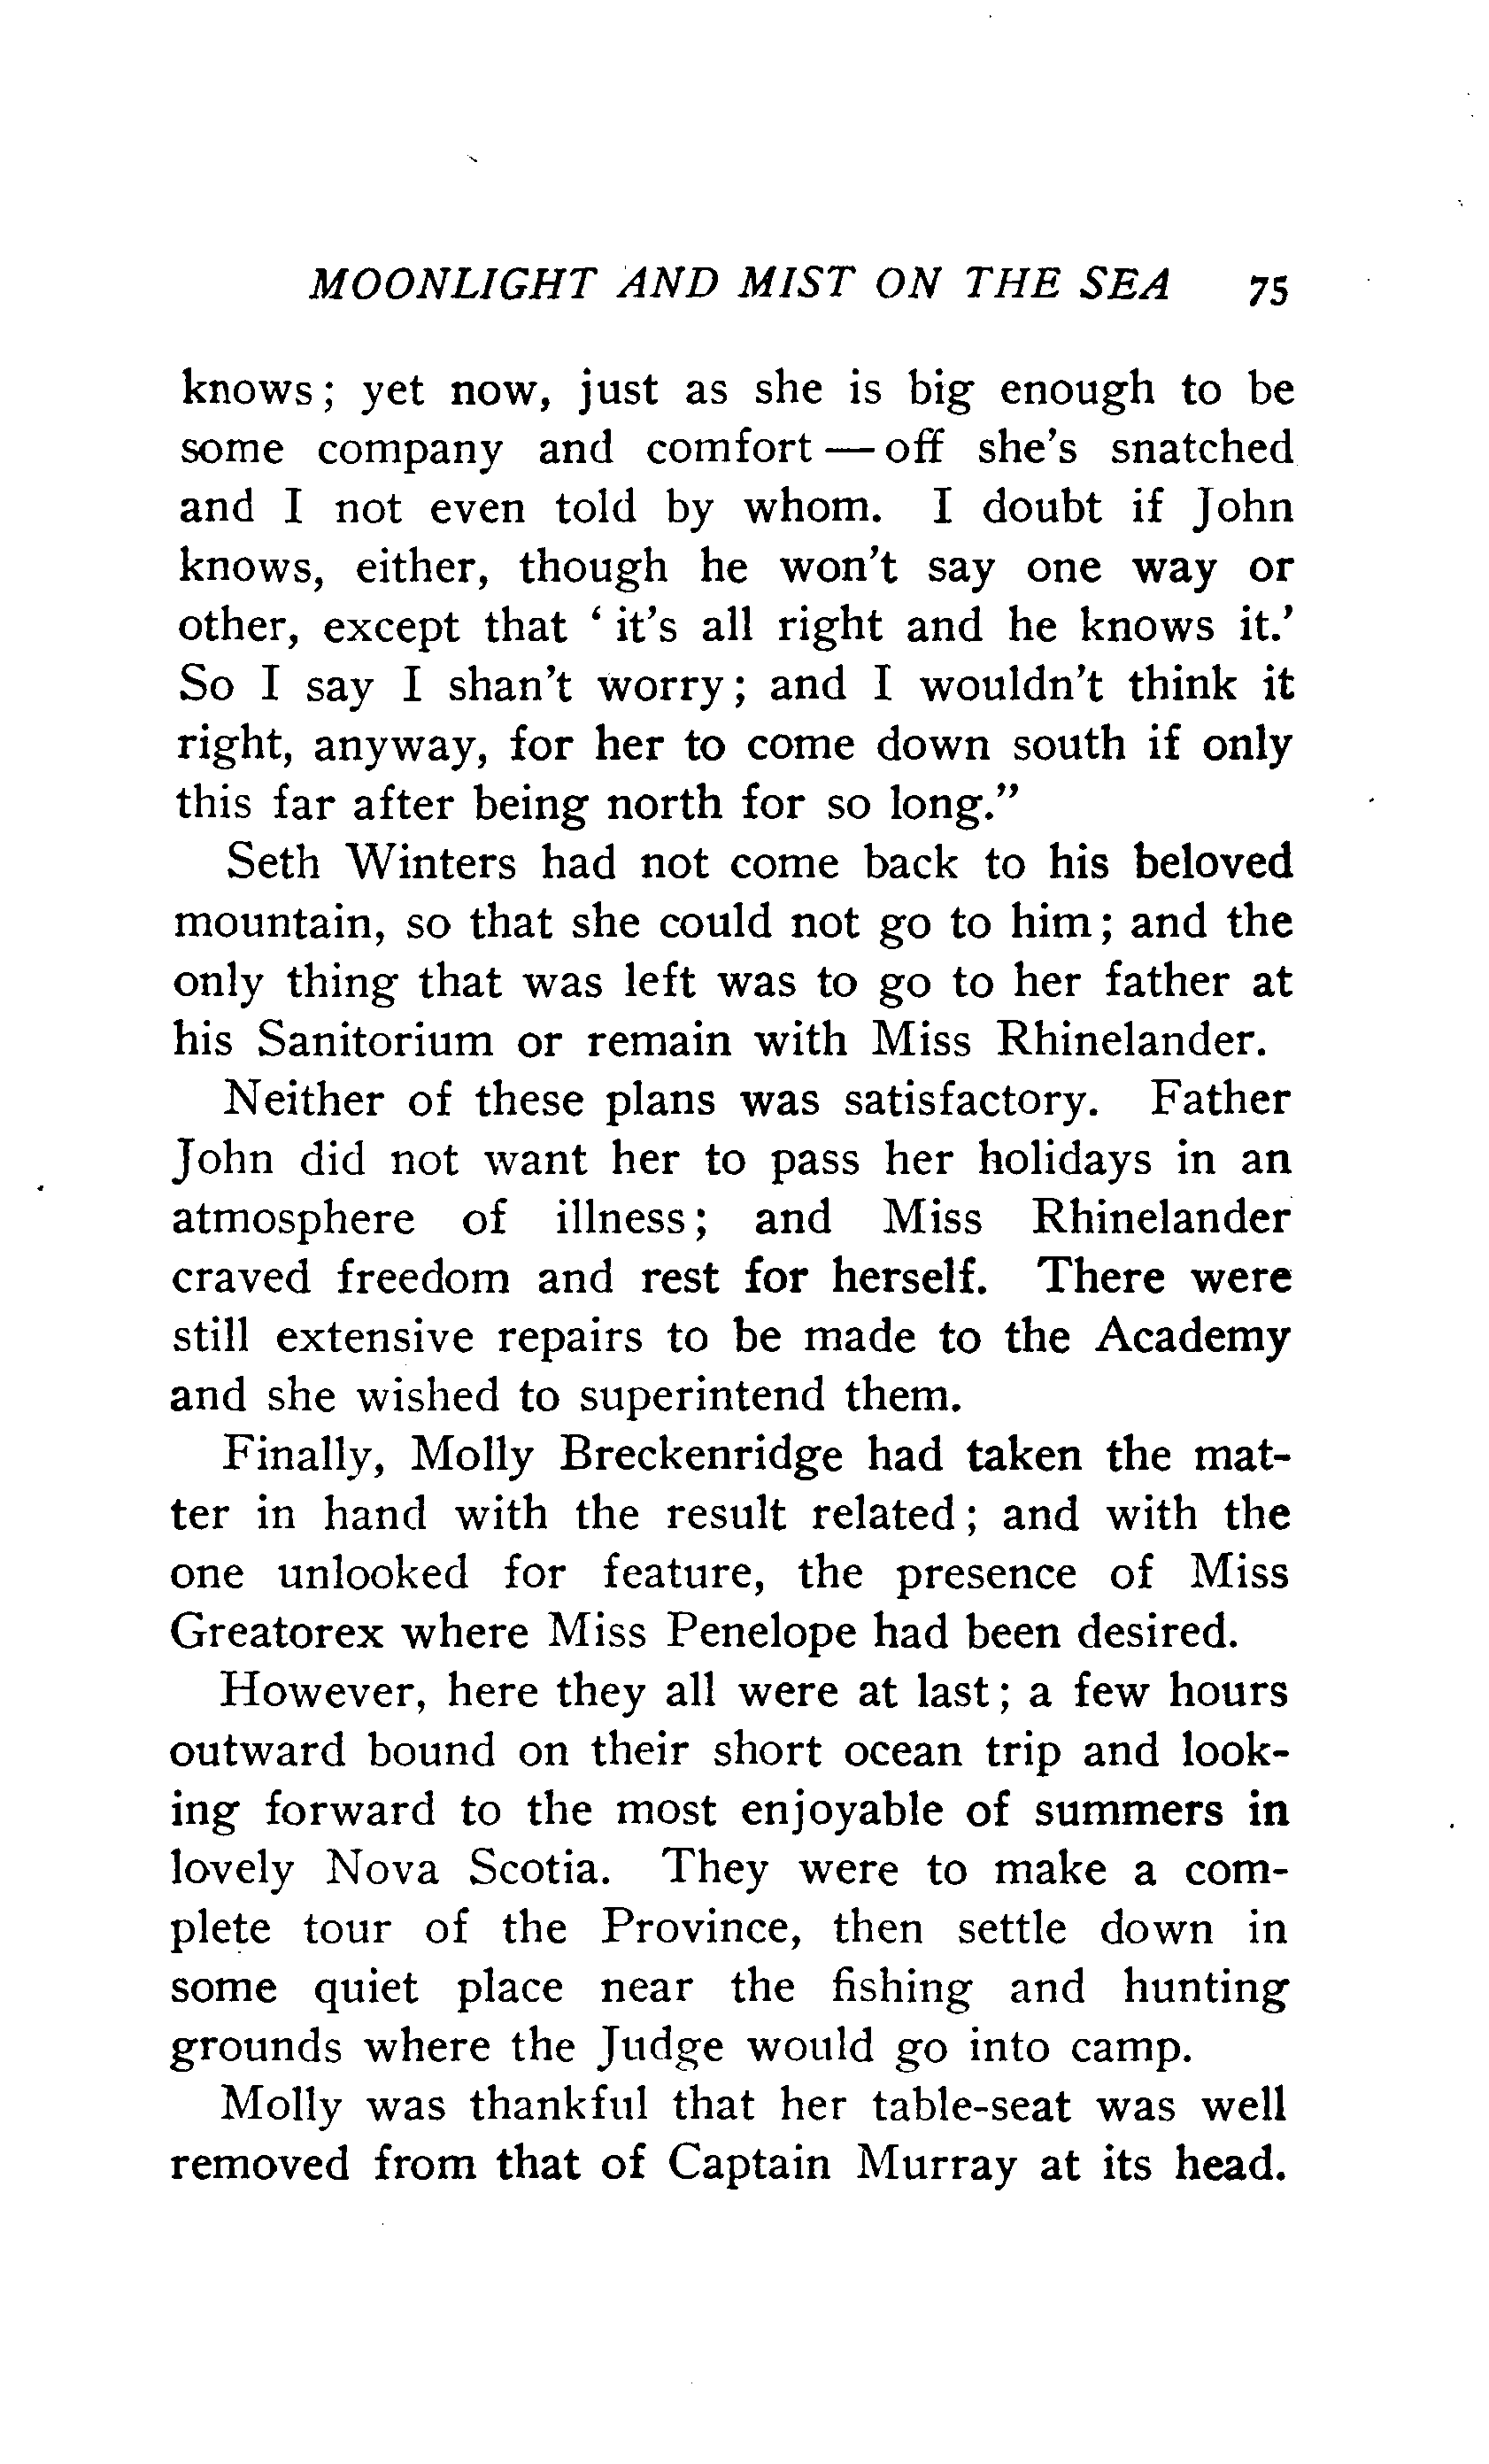 MOONLIGHT AND MIST ON THE SEA 75
knows; yet now, just as she is big enough to be
some company and comfort — off she's snatched
and I not even told by whom. I doubt if John
knows, either, though he won't say one way or
other, except that ‘it's all right and he knows it.’
So I say I shan't worry; and I wouldn't think it
right, anyway, for her to come down south if only
this far after being north for so long.”
Seth Winters had not come back to his beloved
mountain, so that she could not go to him; and the
only thing that was left was to go to her father at
his Sanitorium or remain with Miss Rhinelander.
Neither of these plans was satisfactory. Father
John did not want her to pass her holidays in an
atmosphere of illness; and Miss Rhinelander
craved freedom and rest for herself. There were
still extensive repairs to be made to the Academy
and she wished to superintend them.
Finally, Molly Breckenridge had taken the mat-
ter in hand with the result related; and with the
one unlooked for feature, the presence of Miss
Greatorex where Miss Penelope had been desired.
However, here they all were at last; a few hours
outward bound on their short ocean trip and look-
ing forward to the most enjoyable of summers in
lovely Nova Scotia. They were to make a com-
plete tour of the Province, then settle down in
some quiet place near the fishing and hunting
grounds where the Judge would go into camp.
Molly was thankful that her table-seat was well
removed from that of Captain Murray at its head.